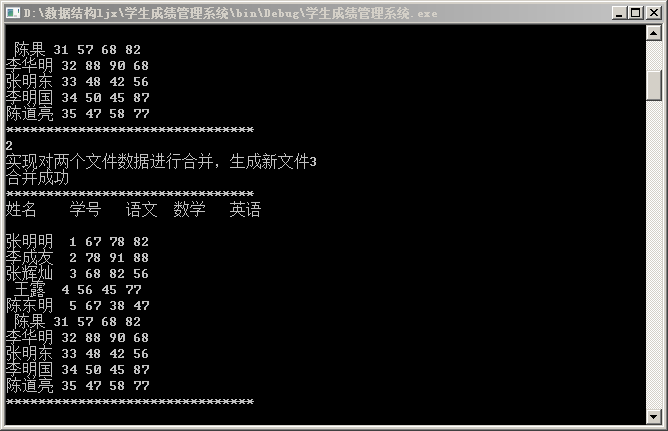 D:\数据结构ljx\学生成绩管理系统\bin\Debug\学生成绩管理系统.exe
陈果 31 57 68 82
李华明 32 88 90 68
张明东 33 48 42 56
李明国 34 50 45 87
陈道亮 35 47 58 77
*******************************
2
实现对两个文件数据进行合并，生成新文件3
合并成功
*******************************
姓名 学号 语文 数学 英语
张明明 1 67 78 82
李成友 2 78 91 88
张辉灿 3 68 82 56
王露 4 56 45 77
陈东明 5 67 38 47
陈果 31 57 68 82
李华明 32 88 90 68
张明东 33 48 42 56
李明国 34 50 45 87
陈道亮 35 47 58 77
*******************************